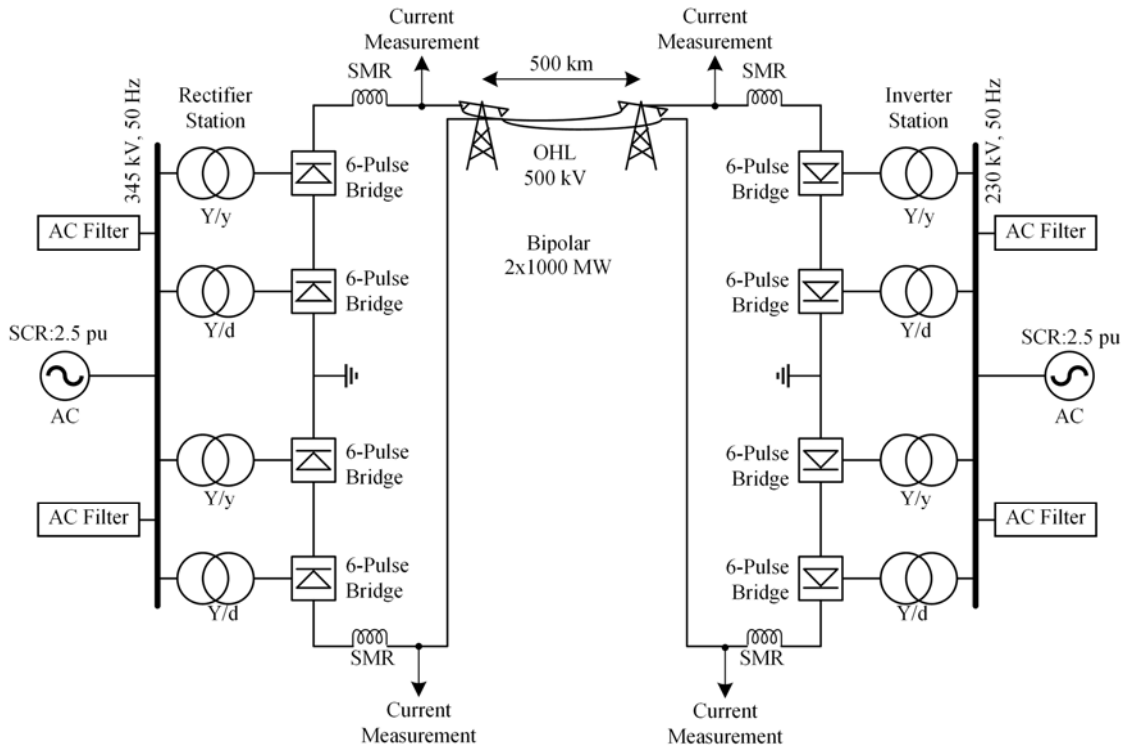 Current
Measurement
Current
Measurement
SMR
500 km
SMR
Rectifier
Station
Inverter
Station
345 kV, 50 Hz
230 kV, 50 Hz
6-Pulse
Bridge
OHL
500 kV
6-Pulse
Bridge
Y/y
Y/y
AC Filter
AC Filter
Bipolar
2x1000 MW
6-Pulse
Bridge
6-Pulse
Bridge
Y/d
Y/d
SCR:2.5 pu
SCR:2.5 pu
AC
AC
6-Pulse
Bridge
6-Pulse
Bridge
Y/y
Y/y
AC Filter
AC Filter
6-Pulse
Bridge
6-Pulse
Bridge
Y/d
Y/d
SMR
SMR
Current
Measurement
Current
Measurement